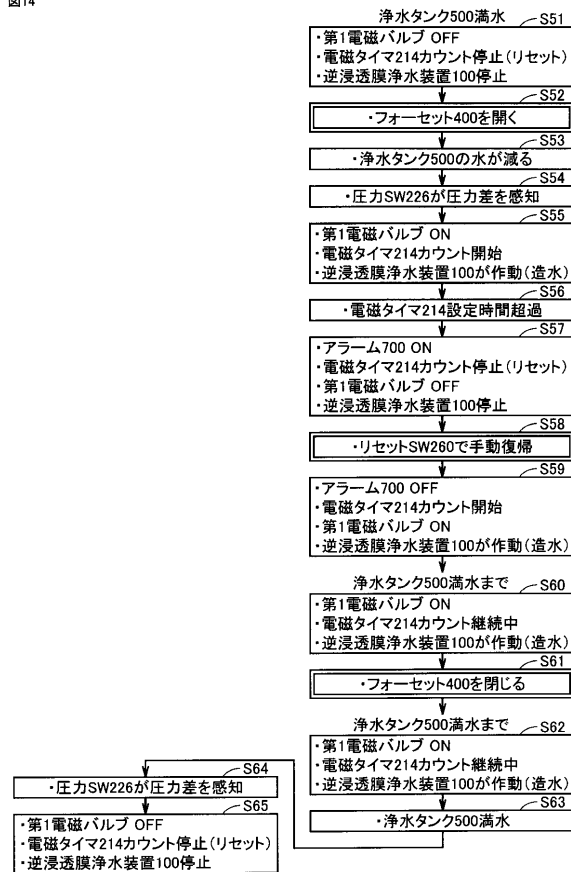 図14
浄水タンク500満水
S51
・第1電磁バルブ OFF
・電磁タイマ214カウント停止(リセット)
・逆浸透膜浄水装置100停止
S52
・フォーセット400を開く
S53
・浄水タンク500の水が減る
S54
・圧力SW226が圧力差を感知
S55
・第1電磁バルブ ON
・電磁タイマ214カウント開始
・逆浸透膜浄水装置100が作動(造水)
S56
・電磁タイマ214設定時間超過
S57
・アラーム700 ON
・電磁タイマ214カウント停止(リセット)
・第1電磁バルブ OFF
・逆浸透膜浄水装置100停止
S58
・リセットSW260で手動復帰
S59
・アラーム700 OFF
・電磁タイマ214カウント開始
・第1電磁バルブ ON
・逆浸透膜浄水装置100が作動(造水)
浄水タンク500満水まで
S60
・第1電磁バルブ ON
・電磁タイマ214カウント継続中
・逆浸透膜浄水装置100が作動(造水)
S61
・フォーセット400を閉じる
浄水タンク500満水まで
S62
・第1電磁バルブ ON
・電磁タイマ214カウント継続中
・逆浸透膜浄水装置100が作動(造水)
S63
・浄水タンク500満水
S64
・圧力SW226が圧力差を感知
S65
・第1電磁バルブ OFF
・電磁タイマ214カウント停止(リセット)
・逆浸透膜浄水装置100停止